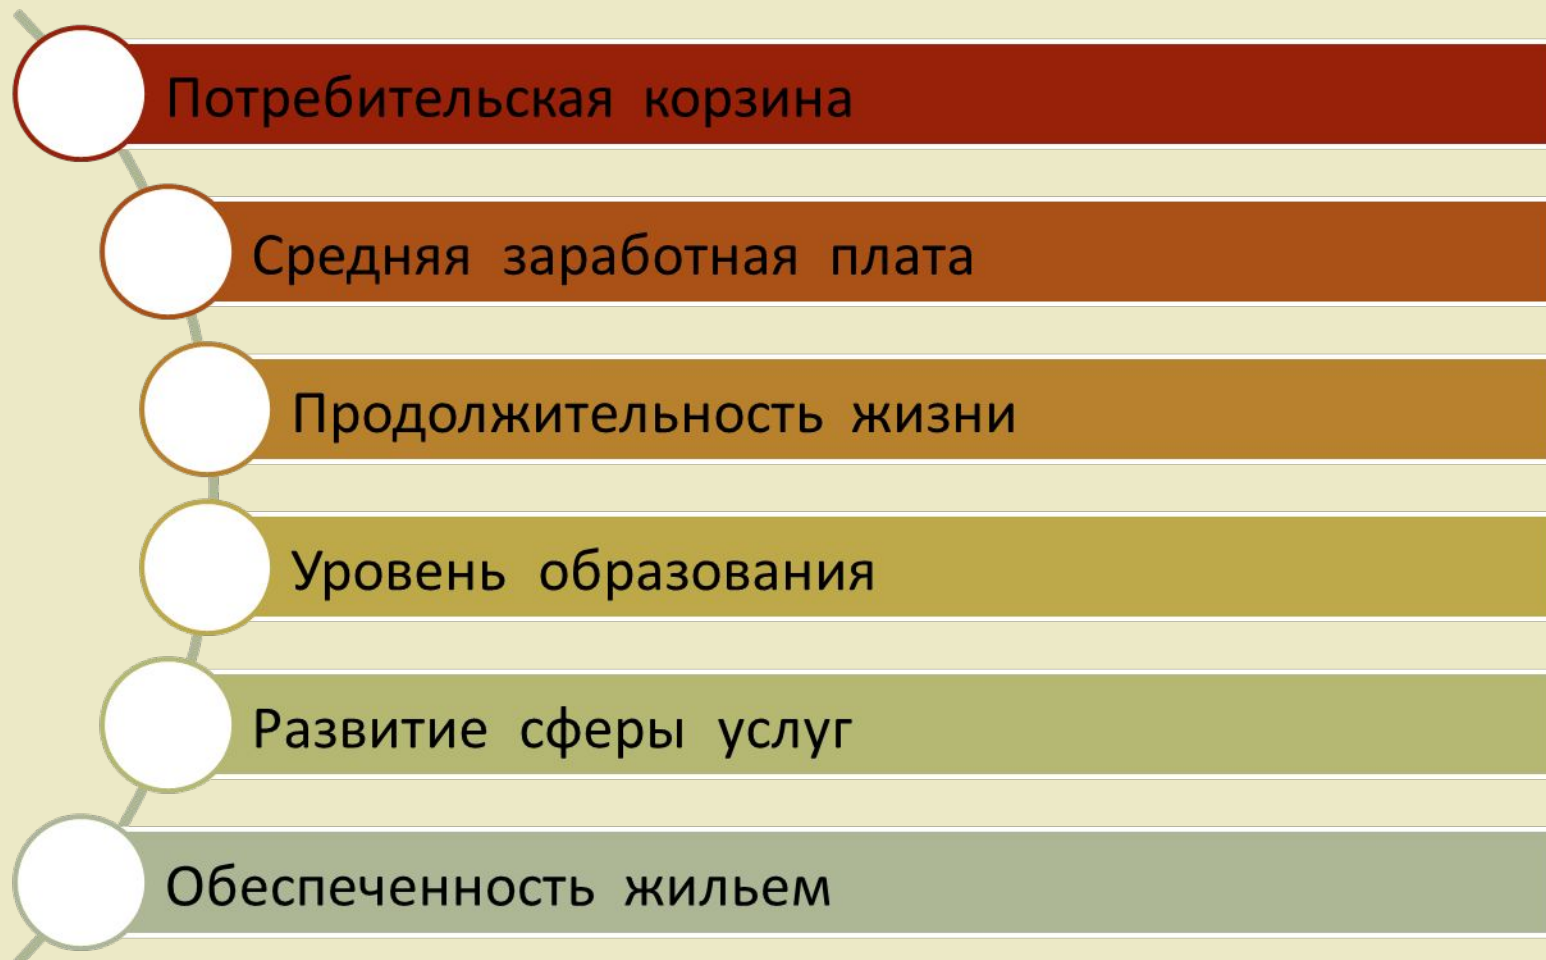 Потребительская корзина
Средняя заработная плата
Продолжительность жизни
Уровень образования
Развитие сферы услуг
Обеспеченность жильем